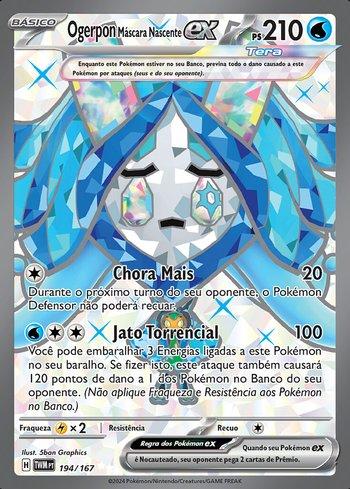 BÁSICO Ogerpon Máscara Nascente ex PS 210
Tera
Enquanto este Pokémon estiver no seu Banco, previna todo o dano causado a este
Pokémon por ataques (seus e do seu oponente).
Chora Mais 20
Durante o próximo turno do seu oponente, o Pokémon
Defensor não poderá recuar.
Jato Torrencial 100
Você pode embaralhar 3 Energias ligadas a este Pokémon
no seu baralho. Se fizer isto, este ataque também causará
120 pontos de dano a 1 dos Pokémon no Banco do seu
oponente. (Não aplique Fraqueza e Resistência aos Pokémon
no Banco.)
Fraqueza x2 Resistência Recuo
Ilust. 5ban Graphics
Regra dos Pokémon ex Quando seu Pokémon ex
é Nocauteado, seu oponente pega 2 cartas de Prêmio.
H TWM PT 194/167
©2024 Pokémon/Nintendo/Creatures/GAME FREAK